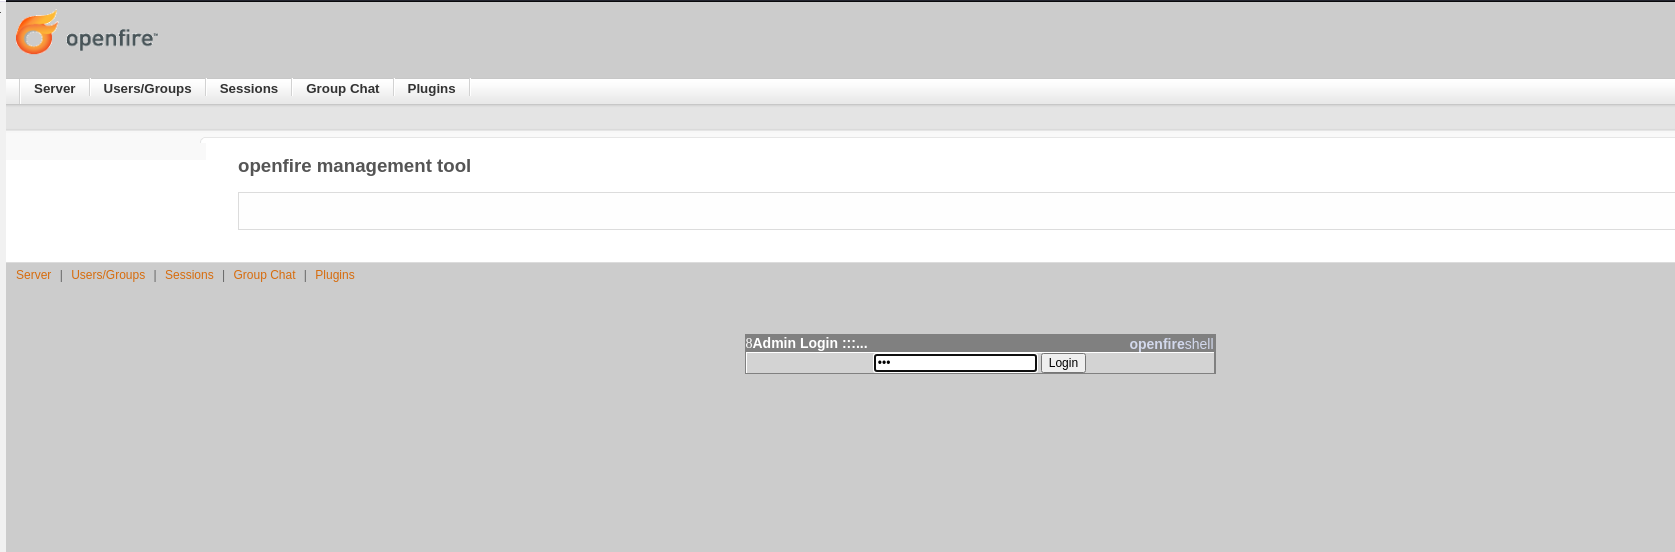 openfire™
Server Users/Groups Sessions Group Chat Plugins
openfire management tool
Server | Users/Groups | Sessions | Group Chat | Plugins
8Admin Login :::... openfireshell
••• Login